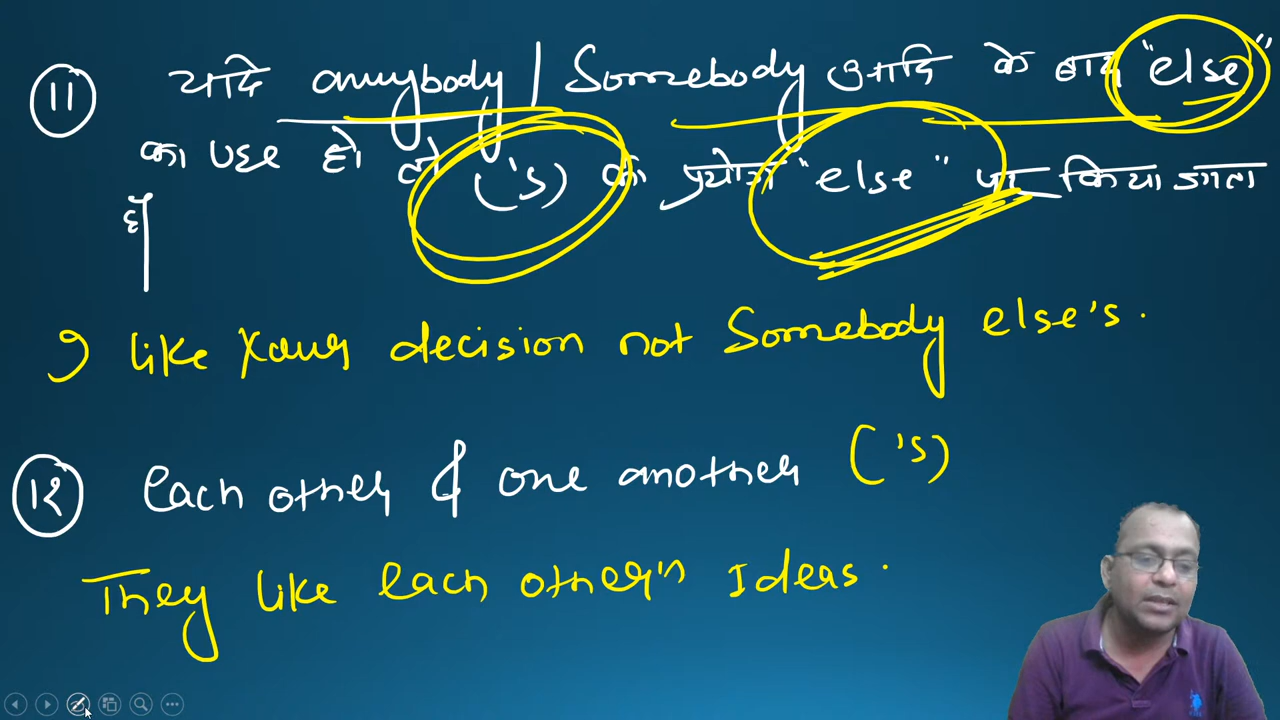 (11) यदि anybody / Somebody आदि के बाद "else"
का use हो तो ('s) का प्रयोग "else" पर किया जाता
है।
I like Your decision not Somebody else's.
(12) Each other & one another ('s)
They like Each other's Ideas.